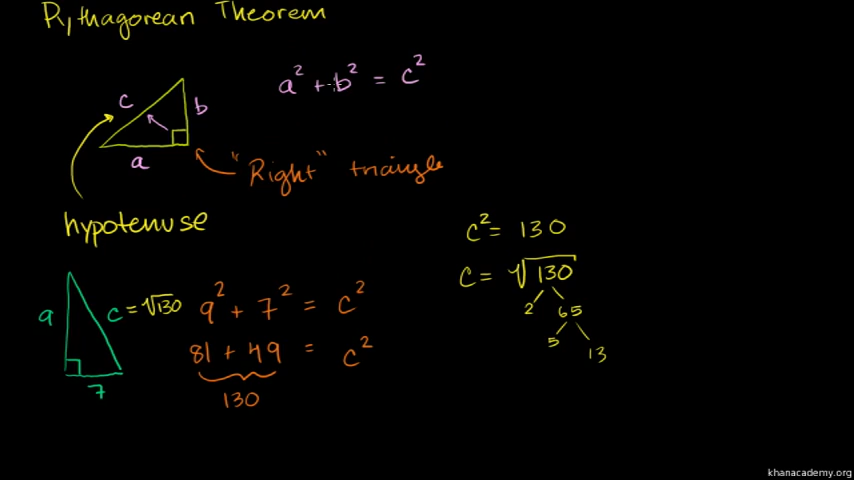 Pythagorean Theorem
a² + b² = c²
c
b
a
"Right" triangle
hypotenuse
c² = 130
c = √130
2 65
5 13
9
c = √130
7
9² + 7² = c²
81 + 49 = c²
130
khanacademy.org